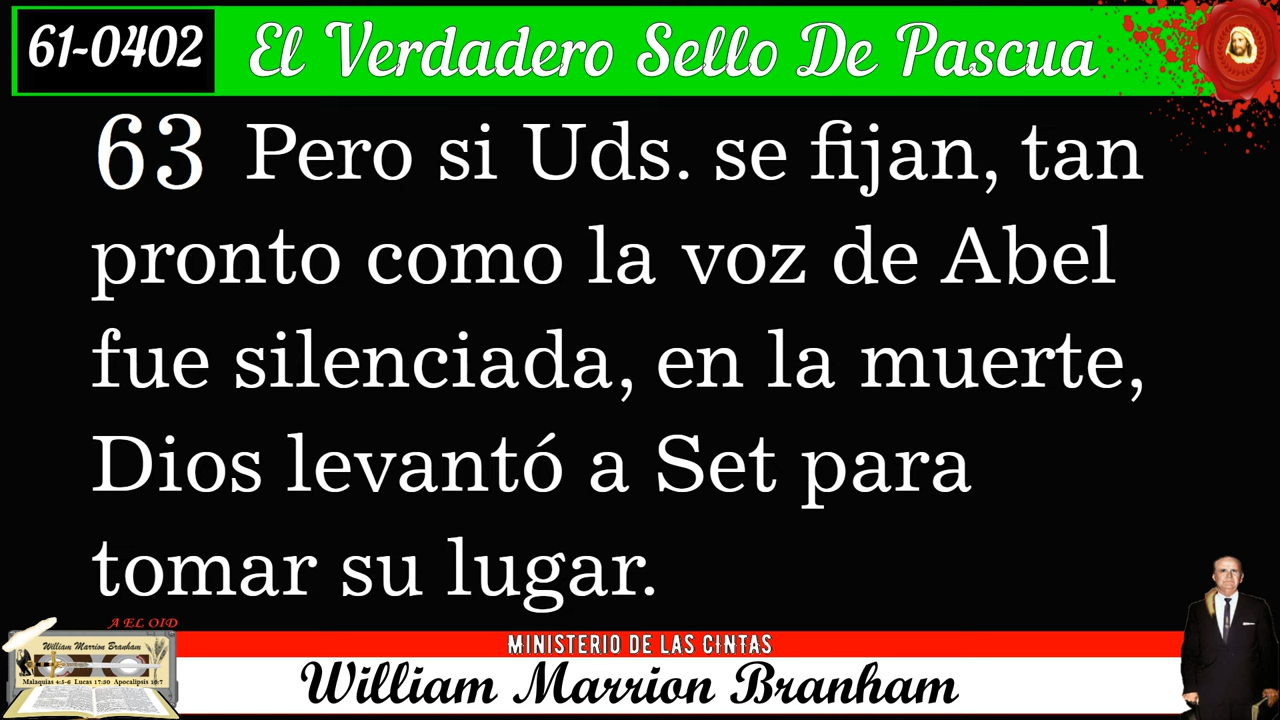 61-0402 El Verdadero Sello De Pascua
63 Pero si Uds. se fijan, tan
pronto como la voz de Abel
fue silenciada, en la muerte,
Dios levantó a Set para
tomar su lugar.
A EL OID
William Marrion Branham
Malaquias 4:5-6 Lucas 17:30 Apocalipsis 10:7
MINISTERIO DE LAS CINTAS
William Marrion Branham